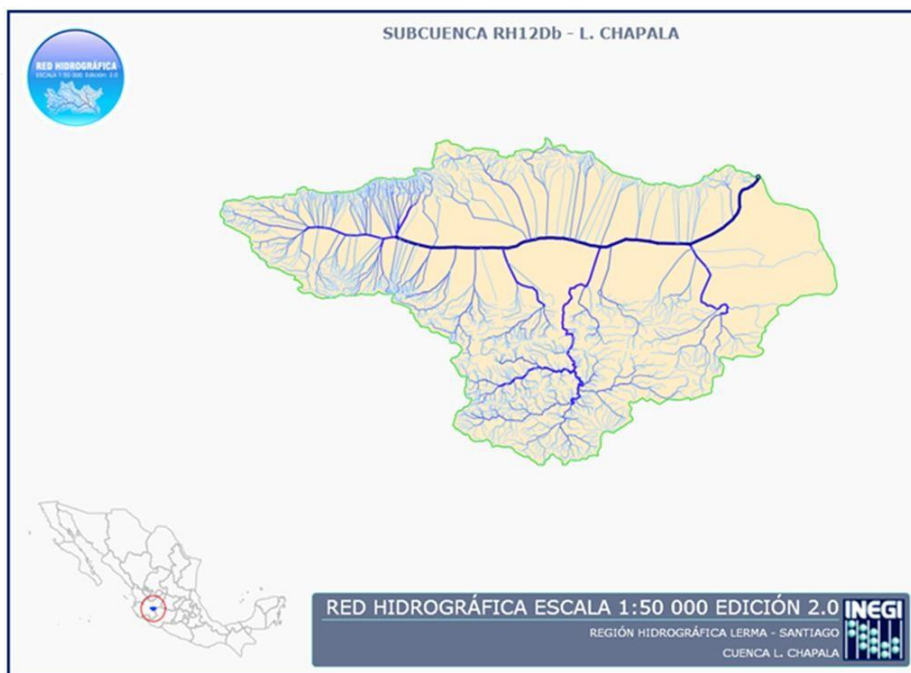 SUBCUENCA RH12Db - L. CHAPALA
RED HIDROGRÁFICA
ESCALA 1:50 000 Edición: 2.0
RED HIDROGRÁFICA ESCALA 1:50 000 EDICIÓN 2.0
INEGI
REGIÓN HIDROGRÁFICA LERMA - SANTIAGO
CUENCA L. CHAPALA